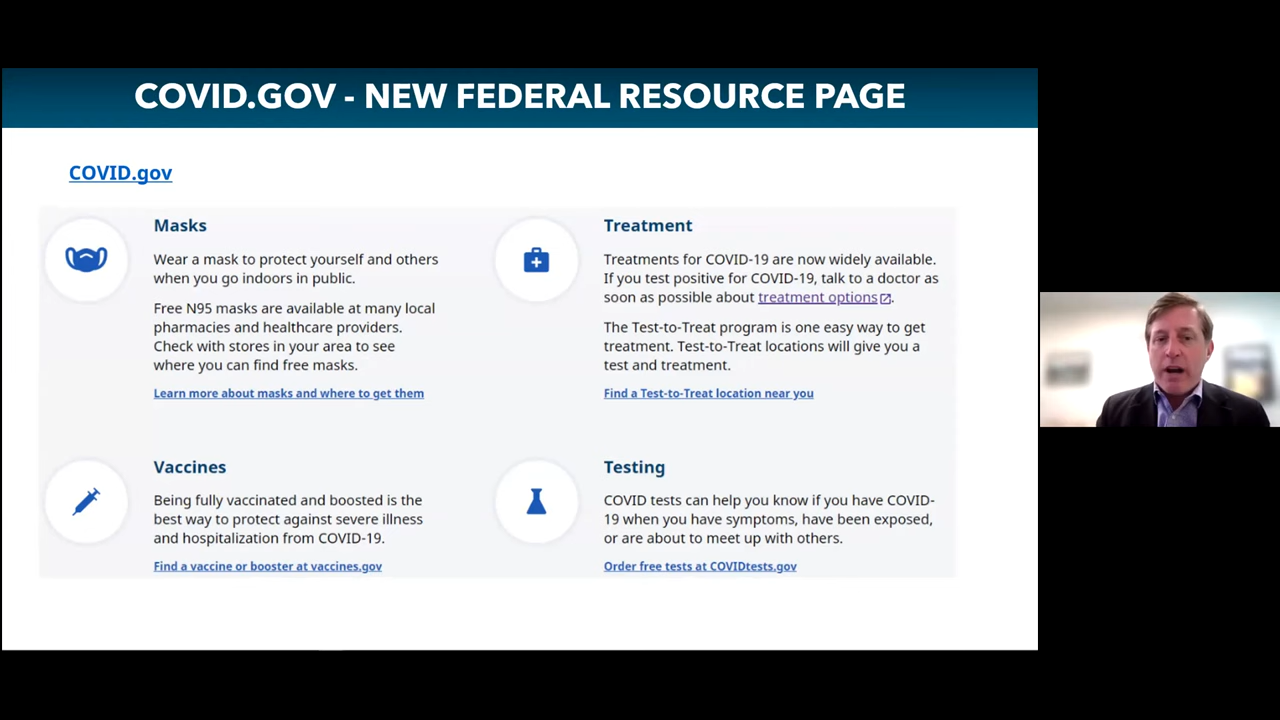 COVID.GOV - NEW FEDERAL RESOURCE PAGE
COVID.gov
Masks
Wear a mask to protect yourself and others
when you go indoors in public.
Free N95 masks are available at many local
pharmacies and healthcare providers.
Check with stores in your area to see
where you can find free masks.
Learn more about masks and where to get them
Treatment
Treatments for COVID-19 are now widely available.
If you test positive for COVID-19, talk to a doctor as
soon as possible about treatment options.
The Test-to-Treat program is one easy way to get
treatment. Test-to-Treat locations will give you a
test and treatment.
Find a Test-to-Treat location near you
Vaccines
Being fully vaccinated and boosted is the
best way to protect against severe illness
and hospitalization from COVID-19.
Find a vaccine or booster at vaccines.gov
Testing
COVID tests can help you know if you have COVID-
19 when you have symptoms, have been exposed,
or are about to meet up with others.
Order free tests at COVIDtests.gov